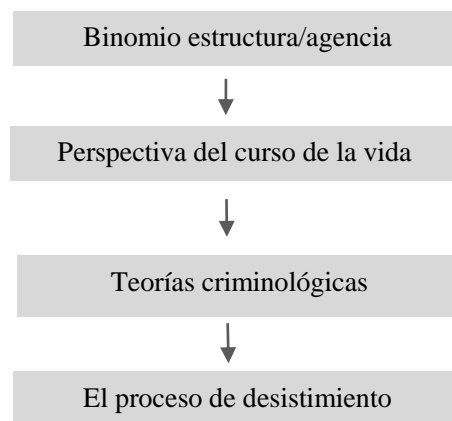 Binomio estructura/agencia
Perspectiva del curso de la vida
Teorías criminológicas
El proceso de desistimiento